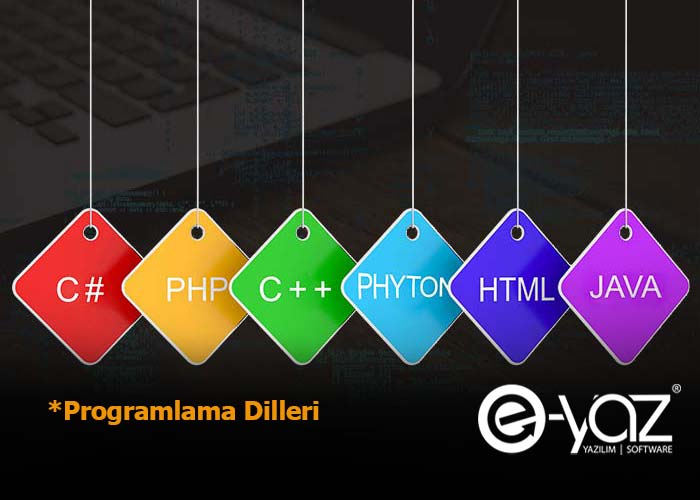 C#
PHP
C++
PHYTON
HTML
JAVA
*Programlama Dilleri
e-yaz®
YAZILIM | SOFTWARE